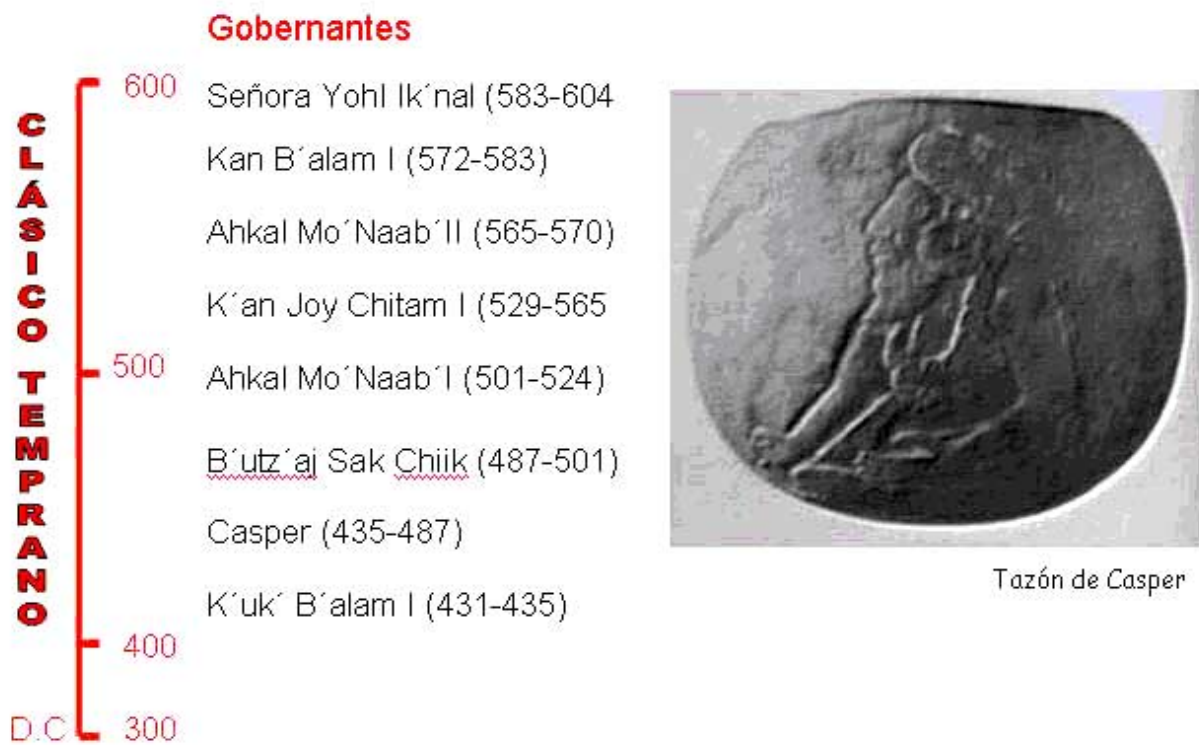 Gobernantes
CLÁSICO TEMPRANO
600
Señora Yohl Ik´nal (583-604
Kan B´alam I (572-583)
Ahkal Mo´Naab´II (565-570)
K´an Joy Chitam I (529-565
500
Ahkal Mo´Naab´I (501-524)
B´utz´aj Sak Chiik (487-501)
Casper (435-487)
K´uk´ B´alam I (431-435)
400
D.C 300
Tazón de Casper